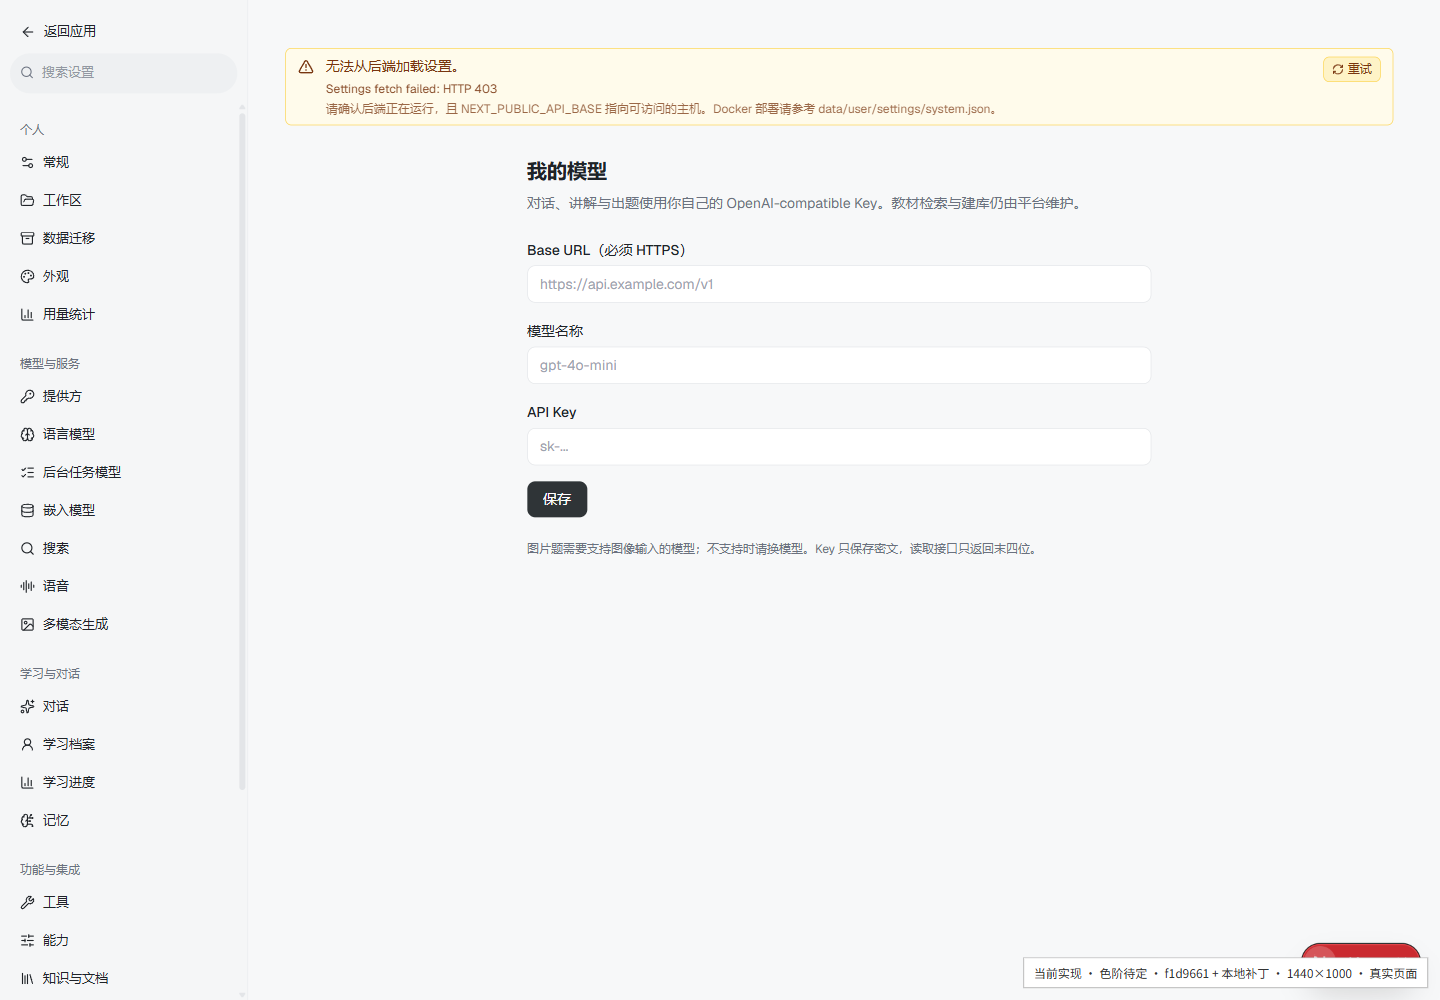 返回应用
搜索设置
个人
常规
工作区
数据迁移
外观
用量统计
模型与服务
提供方
语言模型
后台任务模型
嵌入模型
搜索
语音
多模态生成
学习与对话
对话
学习档案
学习进度
记忆
功能与集成
工具
能力
知识与文档
无法从后端加载设置。
重试
Settings fetch failed: HTTP 403
请确认后端正在运行，且 NEXT_PUBLIC_API_BASE 指向可访问的主机。Docker 部署请参考 data/user/settings/system.json。
我的模型
对话、讲解与出题使用你自己的 OpenAI-compatible Key。教材检索与建库仍由平台维护。
Base URL（必须 HTTPS）
https://api.example.com/v1
模型名称
gpt-4o-mini
API Key
sk-...
保存
图片题需要支持图像输入的模型；不支持时请换模型。Key 只保存密文，读取接口只返回末四位。
当前实现 • 色阶待定 • f1d9661 + 本地补丁 • 1440×1000 • 真实页面